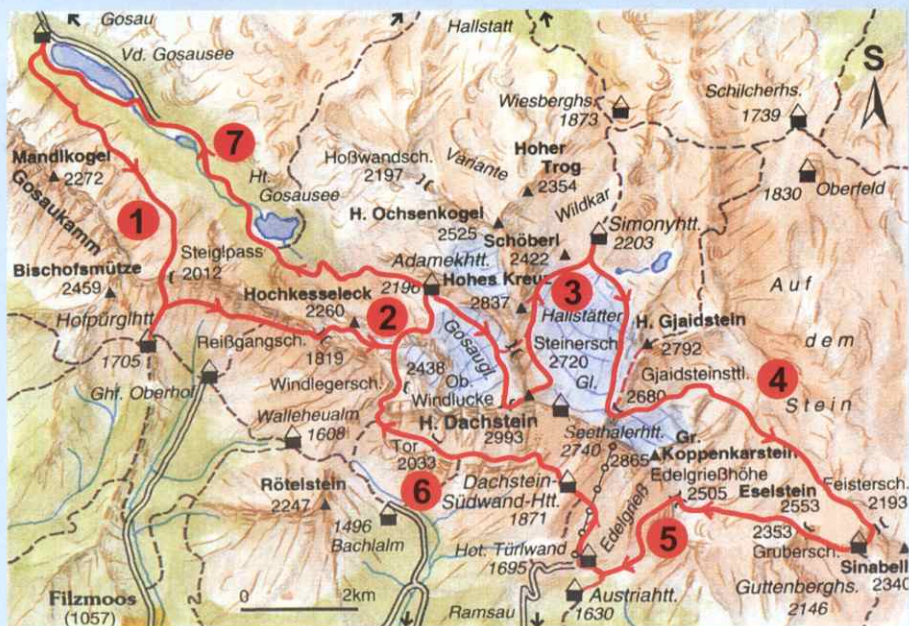 Gosau
Vd. Gosausee
Hallstatt
S
Wiesberghs.
1873
Schilcherhs.
1739
7
Mandlkogel
2272
Hoßwandsch.
2197
Variante
Hoher
Trog
2354
1830
Oberfeld
Gosaukamm
Ht.
Gosausee
Wildkar
1
H. Ochsenkogel
2525
Simonyhtt.
2203
Steiglpass
2012
Schöberl
2422
Bischofsmütze
2459
Adamekhtt.
2196
Hohes Kreuz
2837
3
Auf
dem
Stein
Hochkesseleck
2260
2
Hallstätter
Gl.
Hofpürglhtt
1705
Reißgangsch.
1819
Gosaugl.
Steinersch.
2720
H. Gjaidstein
2792
Gjaidsteinsttl.
2680
4
Ghf. Oberhof
Windlegersch.
2438
Ob.
Windlucke
H. Dachstein
2993
Seethalerhtt.
2740
2865
Gr.
Koppenkarstein
Walleheualm
1608
Tor
2033
Edelgrießhöhe
2505
Eselstein
2553
Feistersch.
2193
Rötelstein
2247
6
Dachstein-
Südwand-Htt.
1871
Edelgrieß
2353
Grubersch.
1496
Bachlalm
Hot. Türlwand
1695
5
Sinabell
2340
Guttenberghs.
2146
Filzmoos
(1057)
0 2km
Ramsau
Austriahtt.
1630